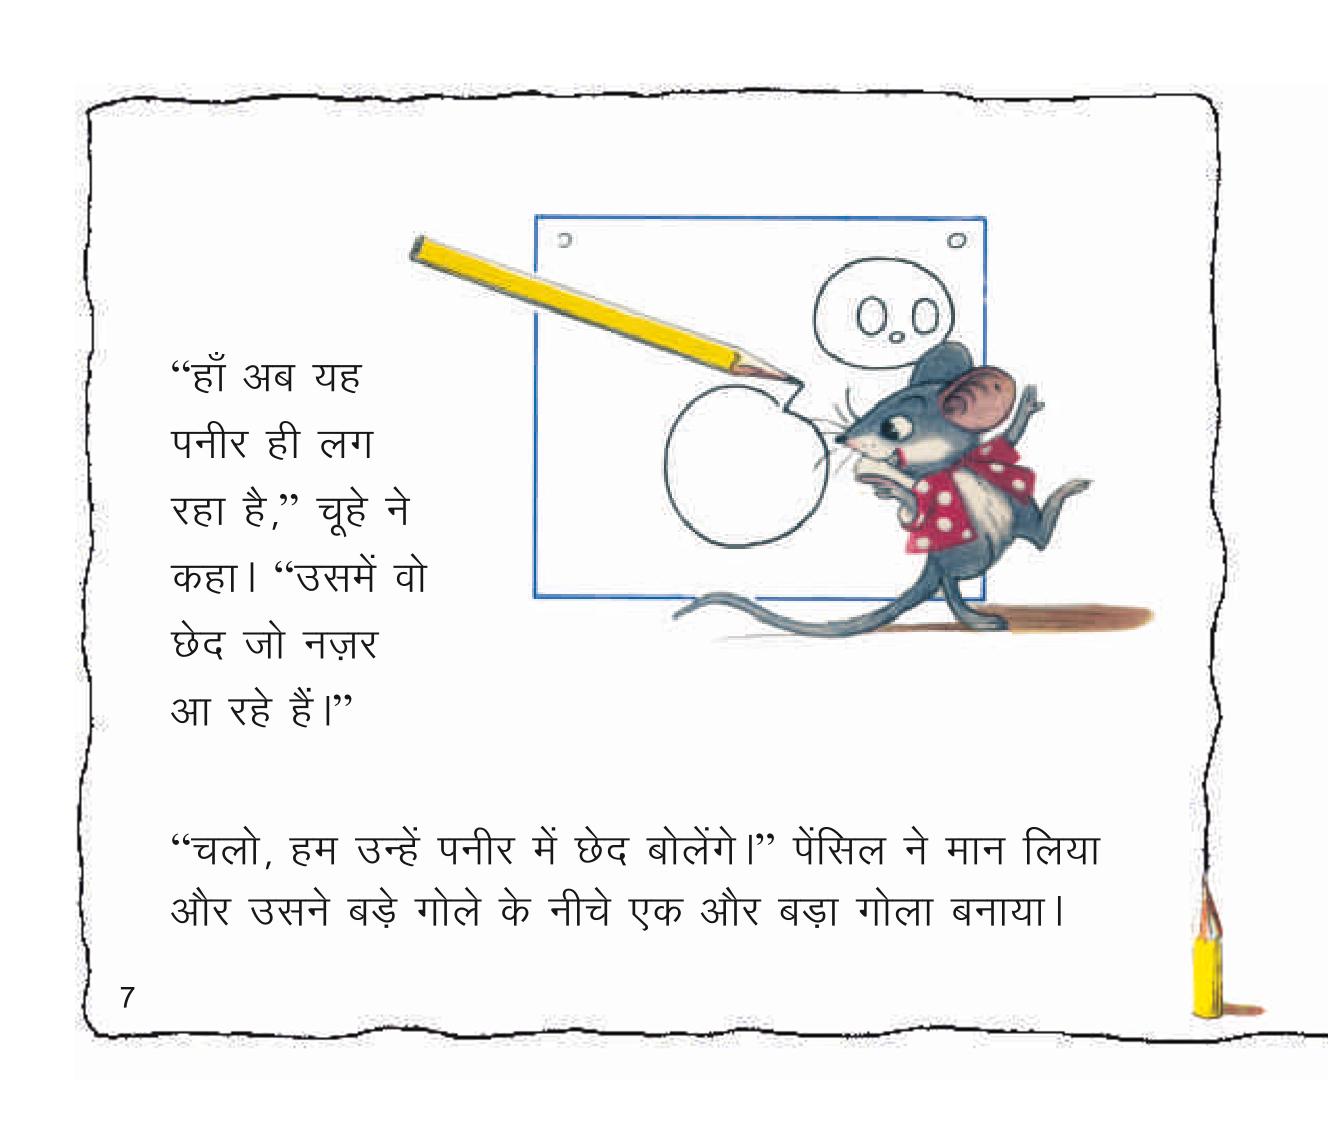 “हाँ अब यह
पनीर ही लग
रहा है,” चूहे ने
कहा। “उसमें वो
छेद जो नज़र
आ रहे हैं।”
“चलो, हम उन्हें पनीर में छेद बोलेंगे।” पेंसिल ने मान लिया
और उसने बड़े गोले के नीचे एक और बड़ा गोला बनाया।
7